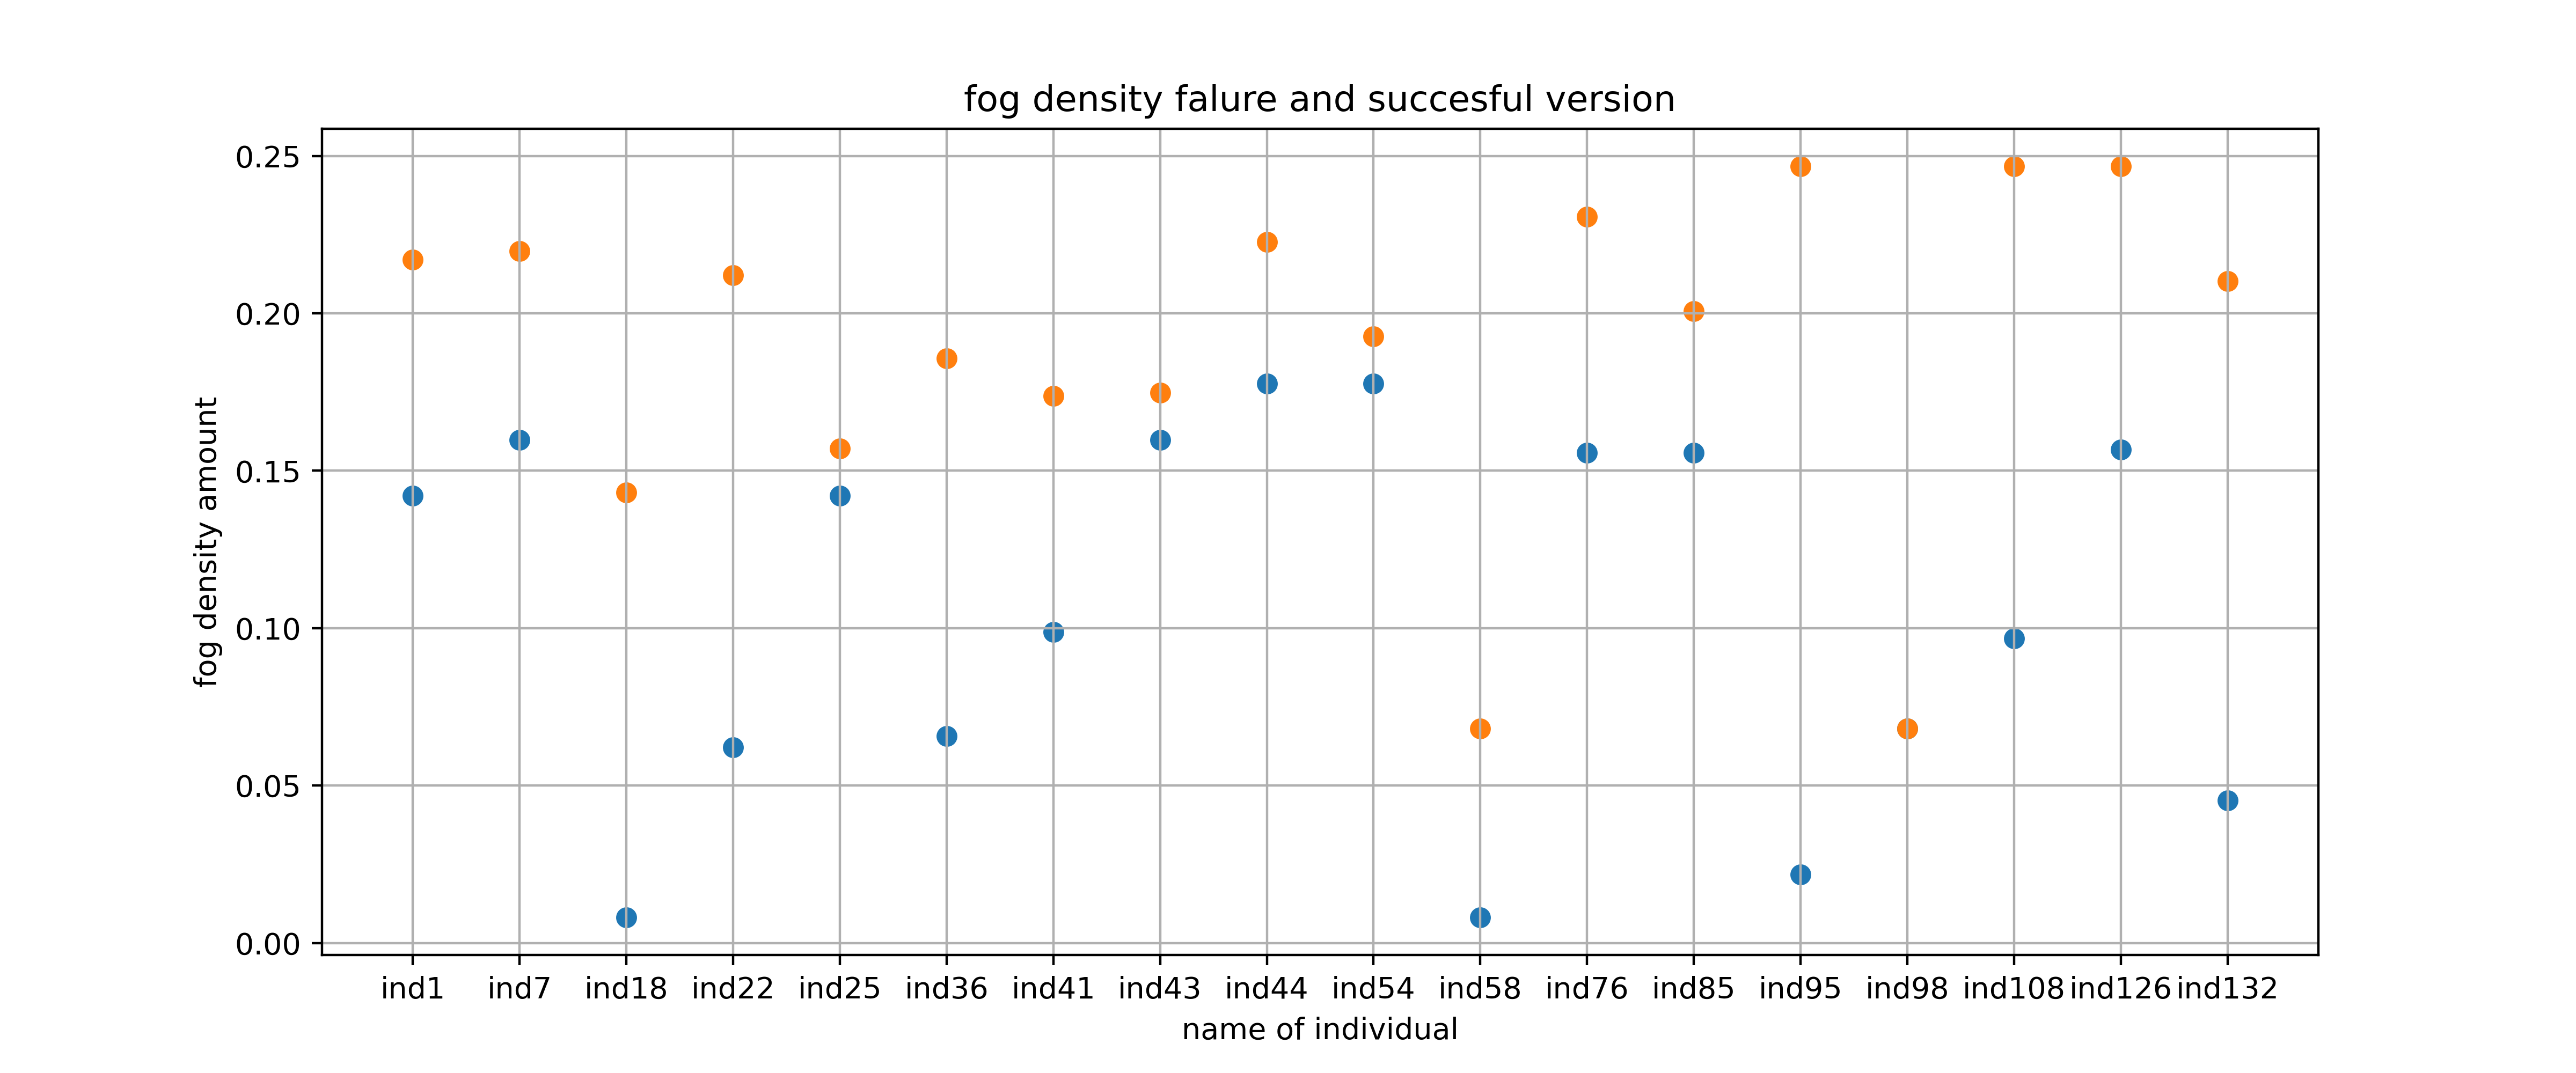 fog density falure and succesful version
0.25
0.20
0.15
0.10
0.05
0.00
fog density amount
ind1 ind7 ind18 ind22 ind25 ind36 ind41 ind43 ind44 ind54 ind58 ind76 ind85 ind95 ind98 ind108 ind126 ind132
name of individual